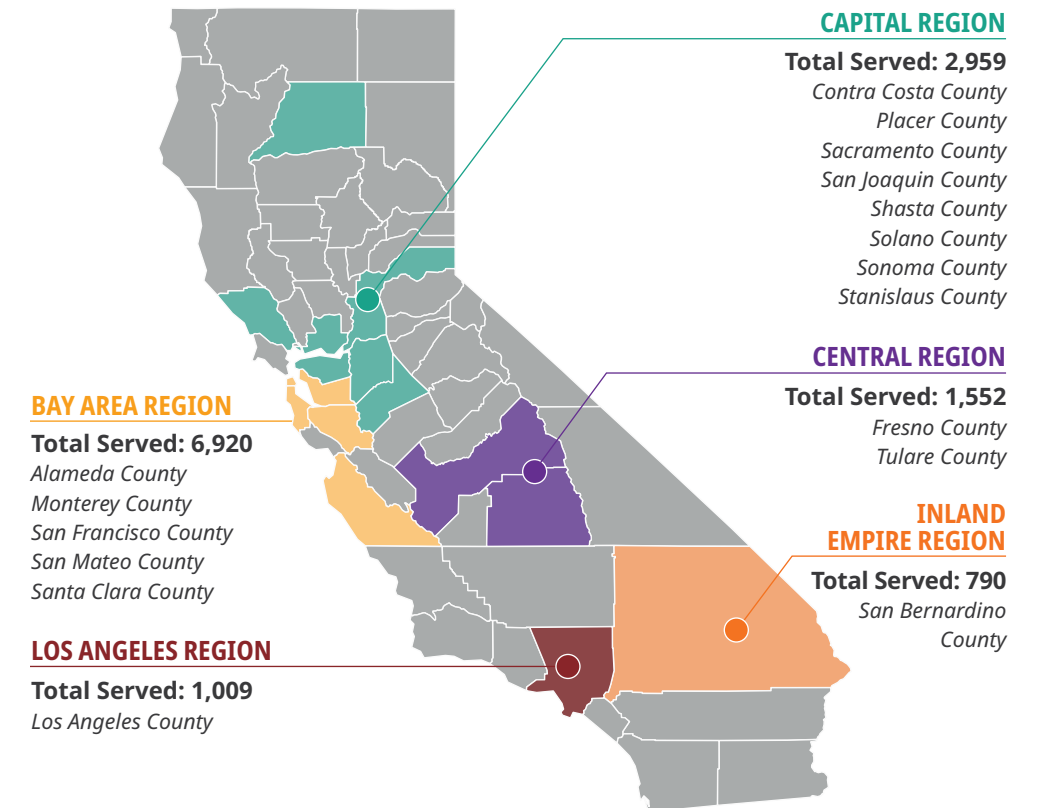 CAPITAL REGION
Total Served: 2,959
Contra Costa County
Placer County
Sacramento County
San Joaquin County
Shasta County
Solano County
Sonoma County
Stanislaus County
CENTRAL REGION
Total Served: 1,552
Fresno County
Tulare County
BAY AREA REGION
Total Served: 6,920
Alameda County
Monterey County
San Francisco County
San Mateo County
Santa Clara County
INLAND
EMPIRE REGION
Total Served: 790
San Bernardino
County
LOS ANGELES REGION
Total Served: 1,009
Los Angeles County